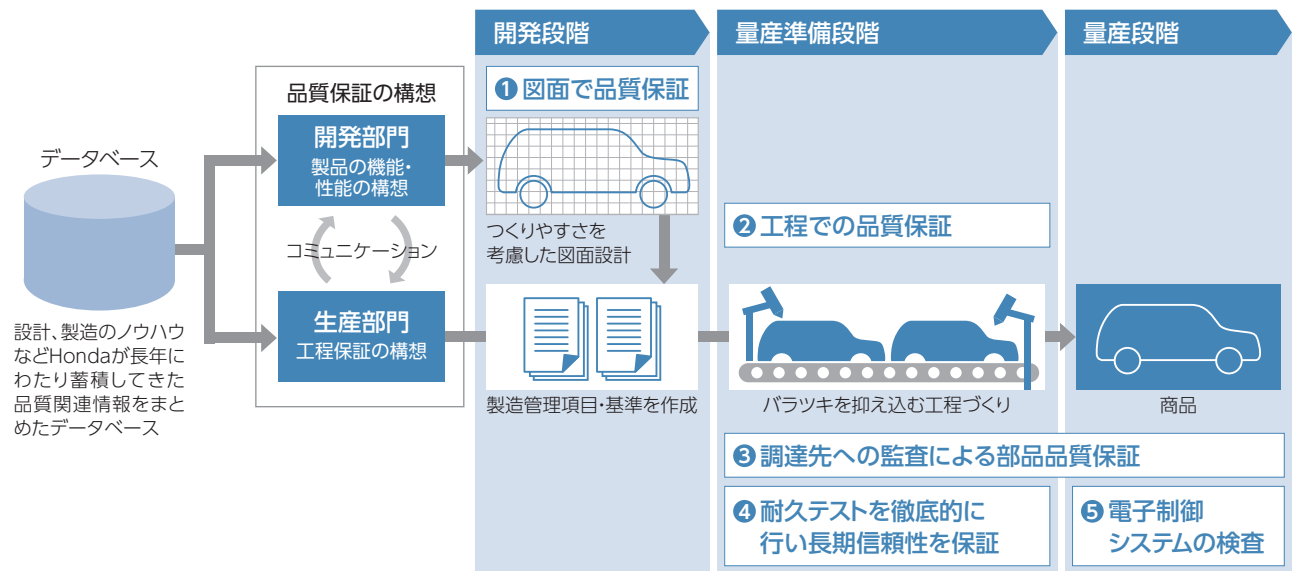 開発段階
量産準備段階
量産段階
品質保証の構想
開発部門
製品の機能・
性能の構想
コミュニケーション
生産部門
工程保証の構想
データベース
設計、製造のノウハウ
などHondaが長年に
わたり蓄積してきた
品質関連情報をまと
めたデータベース
❶図面で品質保証
つくりやすさを
考慮した図面設計
製造管理項目・基準を作成
❷工程での品質保証
バラツキを抑え込む工程づくり
商品
❸調達先への監査による部品品質保証
❹耐久テストを徹底的に
行い長期信頼性を保証
❺電子制御
システムの検査